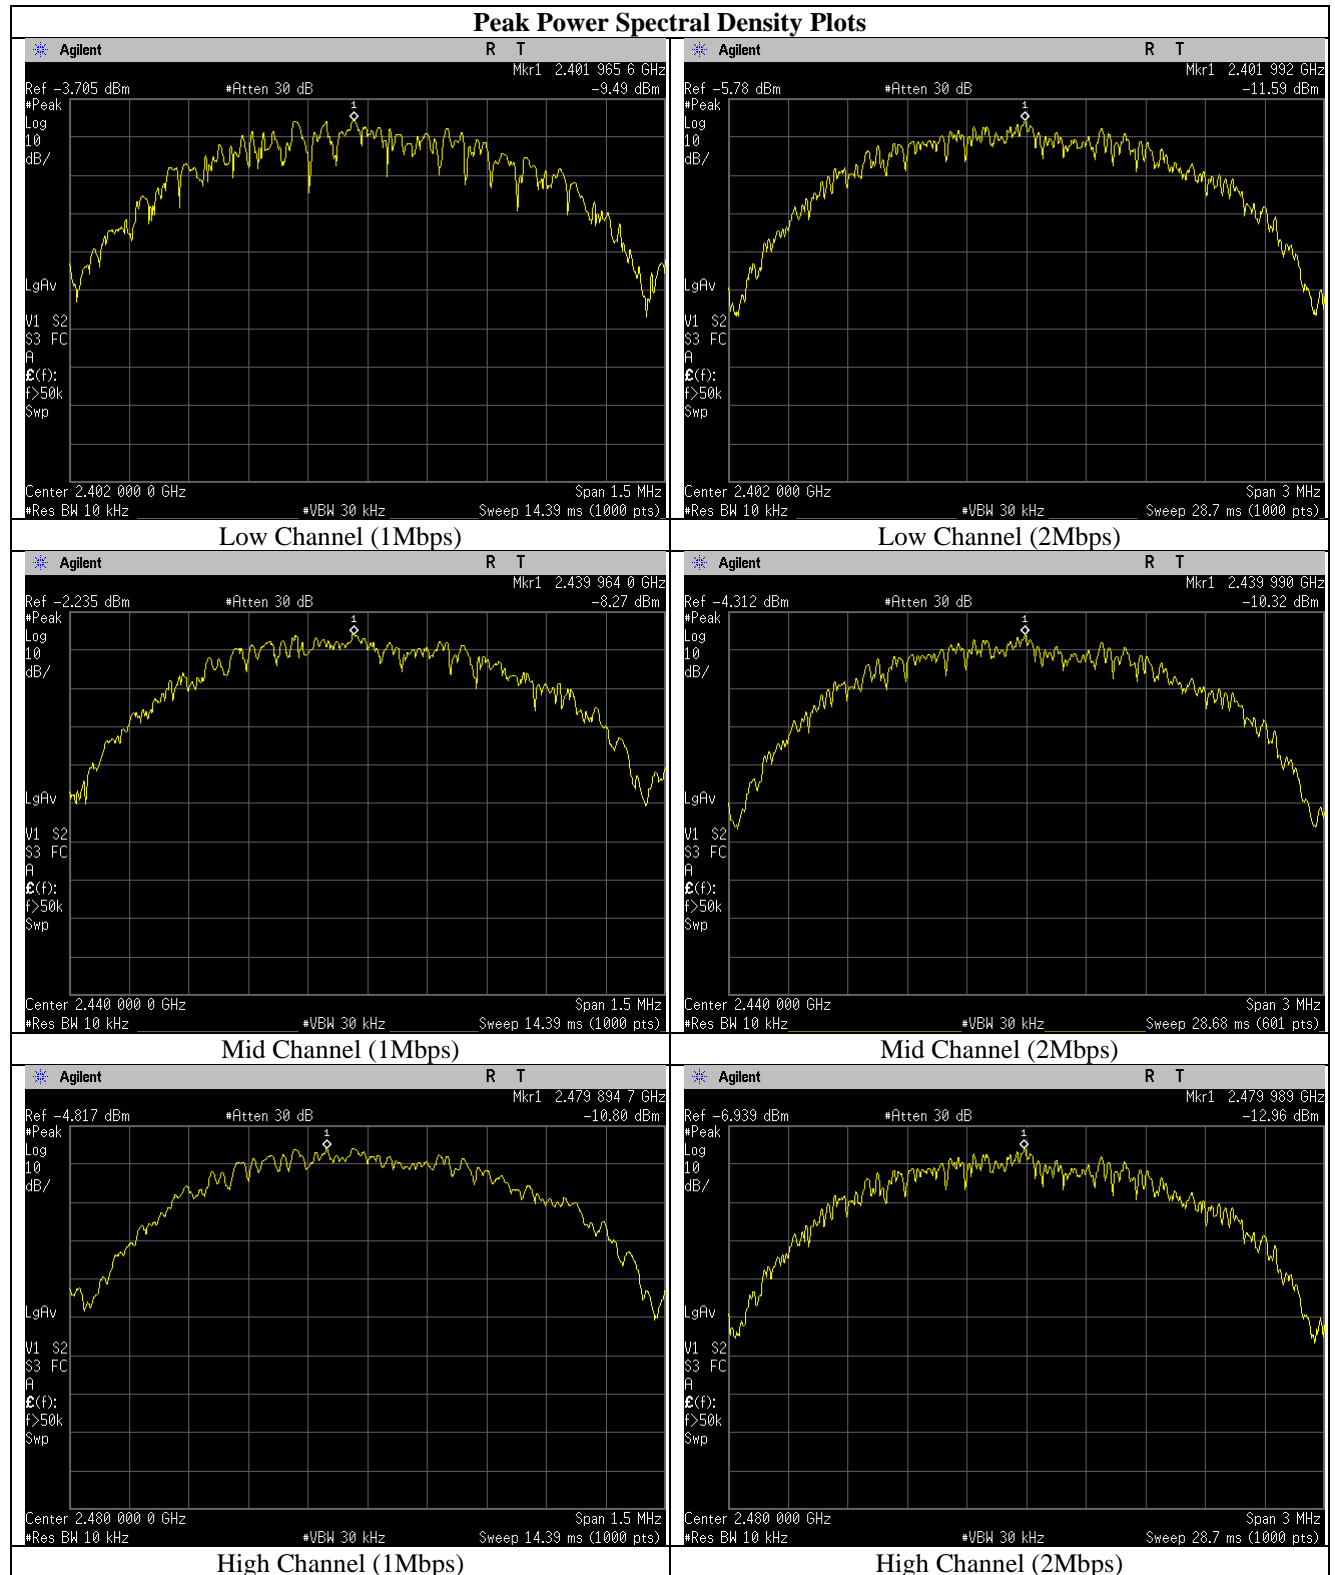 Peak Power Spectral Density Plots
Agilent R T
Mkr1 2.401 965 6 GHz
Ref -3.705 dBm #Atten 30 dB -9.49 dBm
#Peak
Log
10
dB/
1
LgAv
V1 S2
S3 FC
A
£(f):
f>50k
Swp
Center 2.402 000 0 GHz Span 1.5 MHz
#Res BW 10 kHz #VBW 30 kHz Sweep 14.39 ms (1000 pts)
Low Channel (1Mbps)
Agilent R T
Mkr1 2.401 992 GHz
Ref -5.78 dBm #Atten 30 dB -11.59 dBm
#Peak
Log
10
dB/
1
LgAv
V1 S2
S3 FC
A
£(f):
f>50k
Swp
Center 2.402 000 GHz Span 3 MHz
#Res BW 10 kHz #VBW 30 kHz Sweep 28.7 ms (1000 pts)
Low Channel (2Mbps)
Agilent R T
Mkr1 2.439 964 0 GHz
Ref -2.235 dBm #Atten 30 dB -8.27 dBm
#Peak
Log
10
dB/
1
LgAv
V1 S2
S3 FC
A
£(f):
f>50k
Swp
Center 2.440 000 0 GHz Span 1.5 MHz
#Res BW 10 kHz #VBW 30 kHz Sweep 14.39 ms (1000 pts)
Mid Channel (1Mbps)
Agilent R T
Mkr1 2.439 990 GHz
Ref -4.312 dBm #Atten 30 dB -10.32 dBm
#Peak
Log
10
dB/
1
LgAv
V1 S2
S3 FC
A
£(f):
f>50k
Swp
Center 2.440 000 GHz Span 3 MHz
#Res BW 10 kHz #VBW 30 kHz Sweep 28.68 ms (601 pts)
Mid Channel (2Mbps)
Agilent R T
Mkr1 2.479 894 7 GHz
Ref -4.817 dBm #Atten 30 dB -10.80 dBm
#Peak
Log
10
dB/
1
LgAv
V1 S2
S3 FC
A
£(f):
f>50k
Swp
Center 2.480 000 0 GHz Span 1.5 MHz
#Res BW 10 kHz #VBW 30 kHz Sweep 14.39 ms (1000 pts)
High Channel (1Mbps)
Agilent R T
Mkr1 2.479 989 GHz
Ref -6.939 dBm #Atten 30 dB -12.96 dBm
#Peak
Log
10
dB/
1
LgAv
V1 S2
S3 FC
A
£(f):
f>50k
Swp
Center 2.480 000 GHz Span 3 MHz
#Res BW 10 kHz #VBW 30 kHz Sweep 28.7 ms (1000 pts)
High Channel (2Mbps)